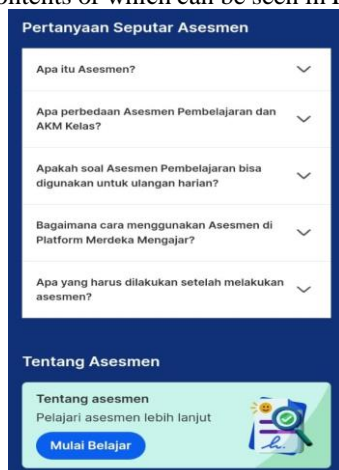 Pertanyaan Seputar Asesmen
Apa itu Asesmen?
Apa perbedaan Asesmen Pembelajaran dan
AKM Kelas?
Apakah soal Asesmen Pembelajaran bisa
digunakan untuk ulangan harian?
Bagaimana cara menggunakan Asesmen di
Platform Merdeka Mengajar?
Apa yang harus dilakukan setelah melakukan
asesmen?
Tentang Asesmen
Tentang asesmen
Pelajari asesmen lebih lanjut
Mulai Belajar